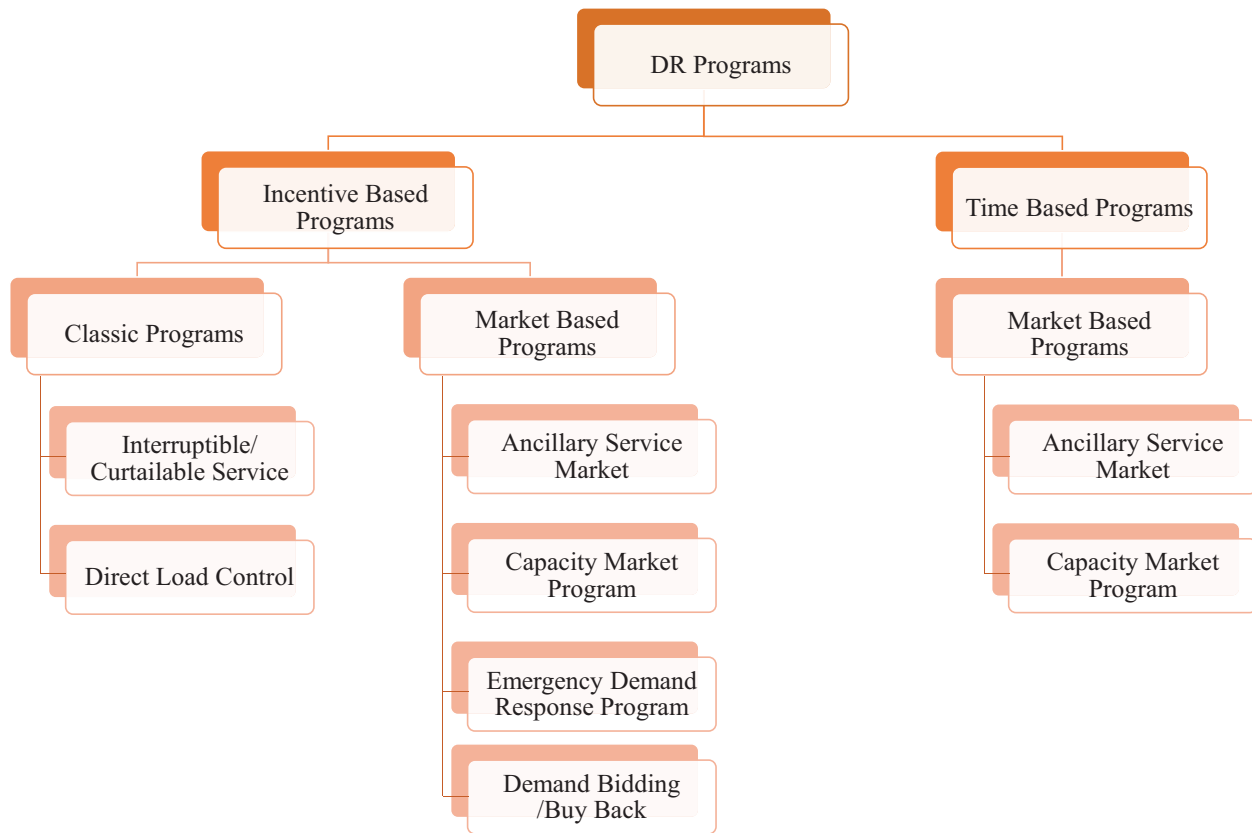 DR Programs
Incentive Based
Programs
Time Based Programs
Classic Programs
Market Based
Programs
Market Based
Programs
Interruptible/
Curtailable Service
Ancillary Service
Market
Ancillary Service
Market
Direct Load Control
Capacity Market
Program
Capacity Market
Program
Emergency Demand
Response Program
Demand Bidding
/Buy Back